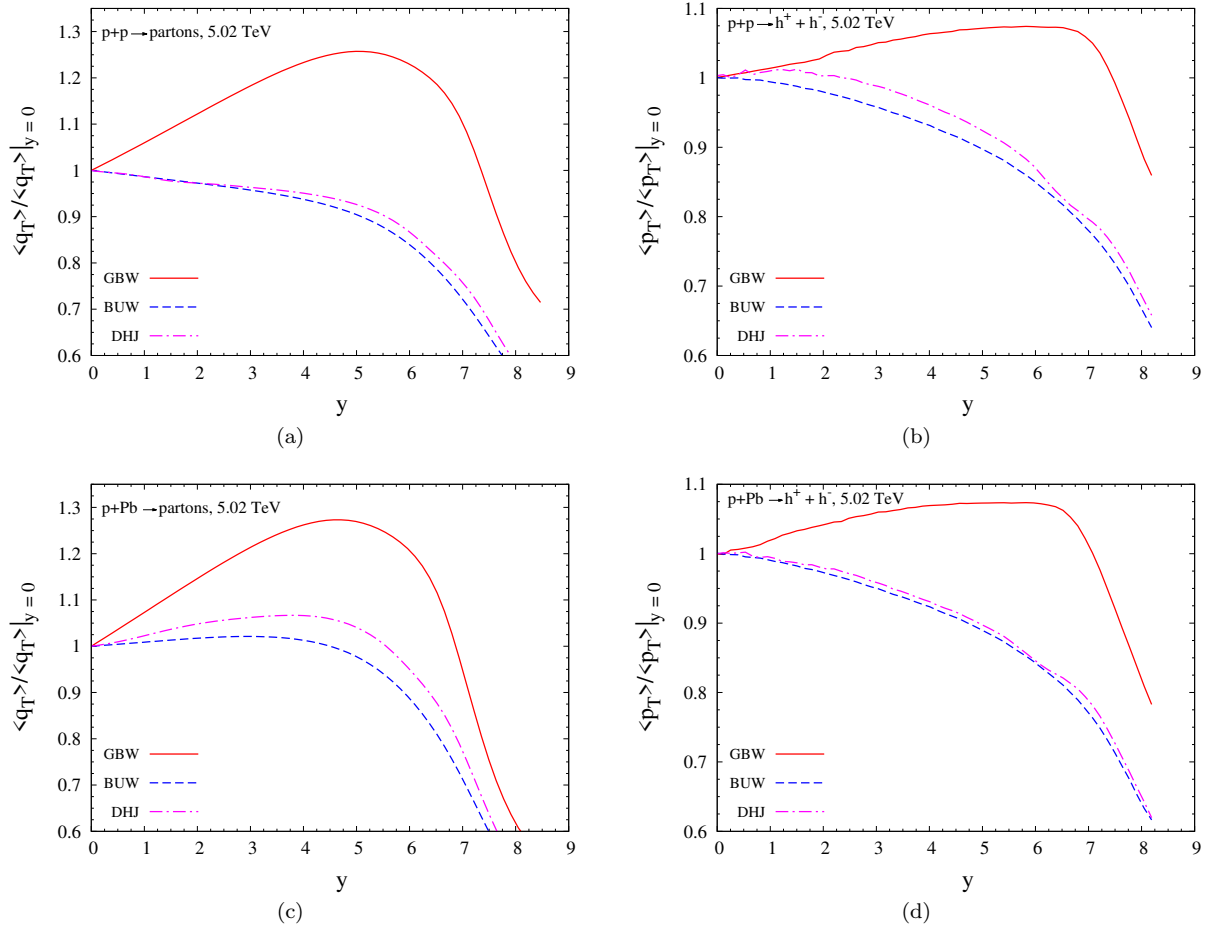 p+p→partons, 5.02 TeV
<q_T>/<q_T>|_{y = 0}
1.3
1.2
1.1
1
0.9
0.8
0.7
0.6
GBW
BUW
DHJ
0 1 2 3 4 5 6 7 8 9
y
(a)
p+p→h⁺ + h⁻, 5.02 TeV
<p_T>/<p_T>|_{y = 0}
1.1
1
0.9
0.8
0.7
0.6
GBW
BUW
DHJ
0 1 2 3 4 5 6 7 8 9
y
(b)
p+Pb→partons, 5.02 TeV
<q_T>/<q_T>|_{y = 0}
1.3
1.2
1.1
1
0.9
0.8
0.7
0.6
GBW
BUW
DHJ
0 1 2 3 4 5 6 7 8 9
y
(c)
p+Pb→h⁺ + h⁻, 5.02 TeV
<p_T>/<p_T>|_{y = 0}
1.1
1
0.9
0.8
0.7
0.6
GBW
BUW
DHJ
0 1 2 3 4 5 6 7 8 9
y
(d)